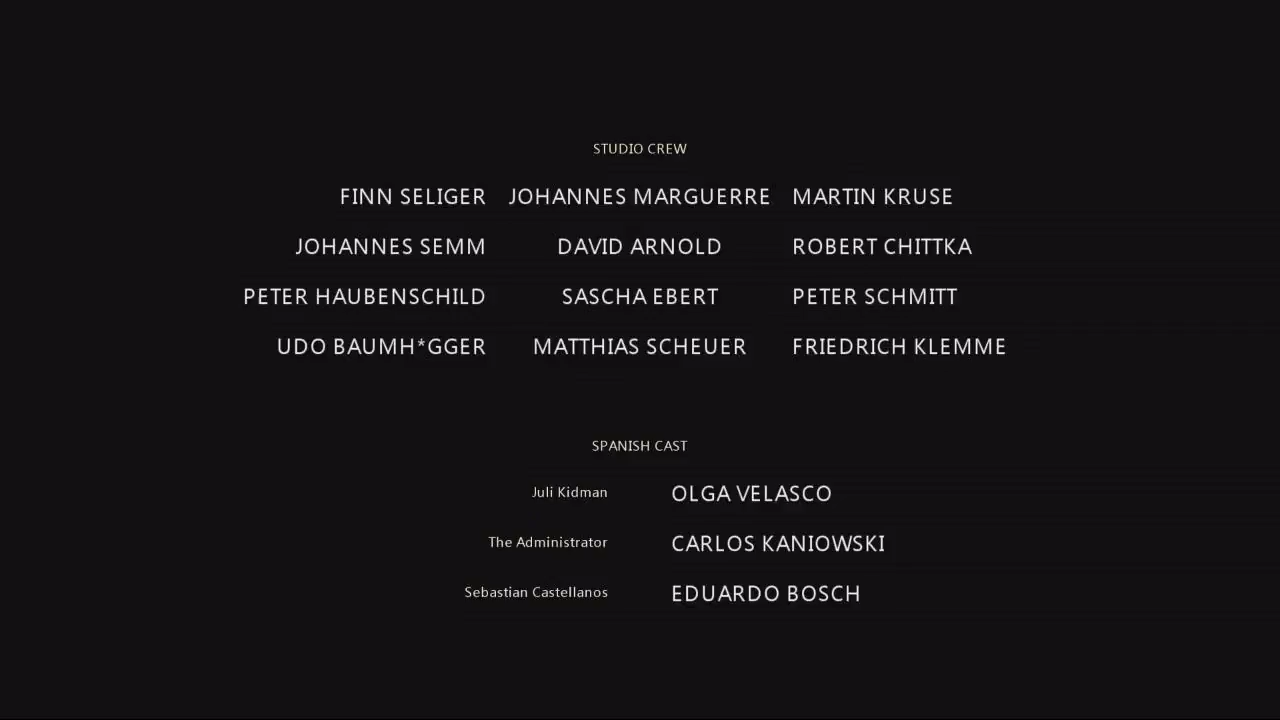 STUDIO CREW
FINN SELIGER JOHANNES MARGUERRE MARTIN KRUSE
JOHANNES SEMM DAVID ARNOLD ROBERT CHITTKA
PETER HAUBENSCHILD SASCHA EBERT PETER SCHMITT
UDO BAUMH*GGER MATTHIAS SCHEUER FRIEDRICH KLEMME
SPANISH CAST
Juli Kidman OLGA VELASCO
The Administrator CARLOS KANIOWSKI
Sebastian Castellanos EDUARDO BOSCH